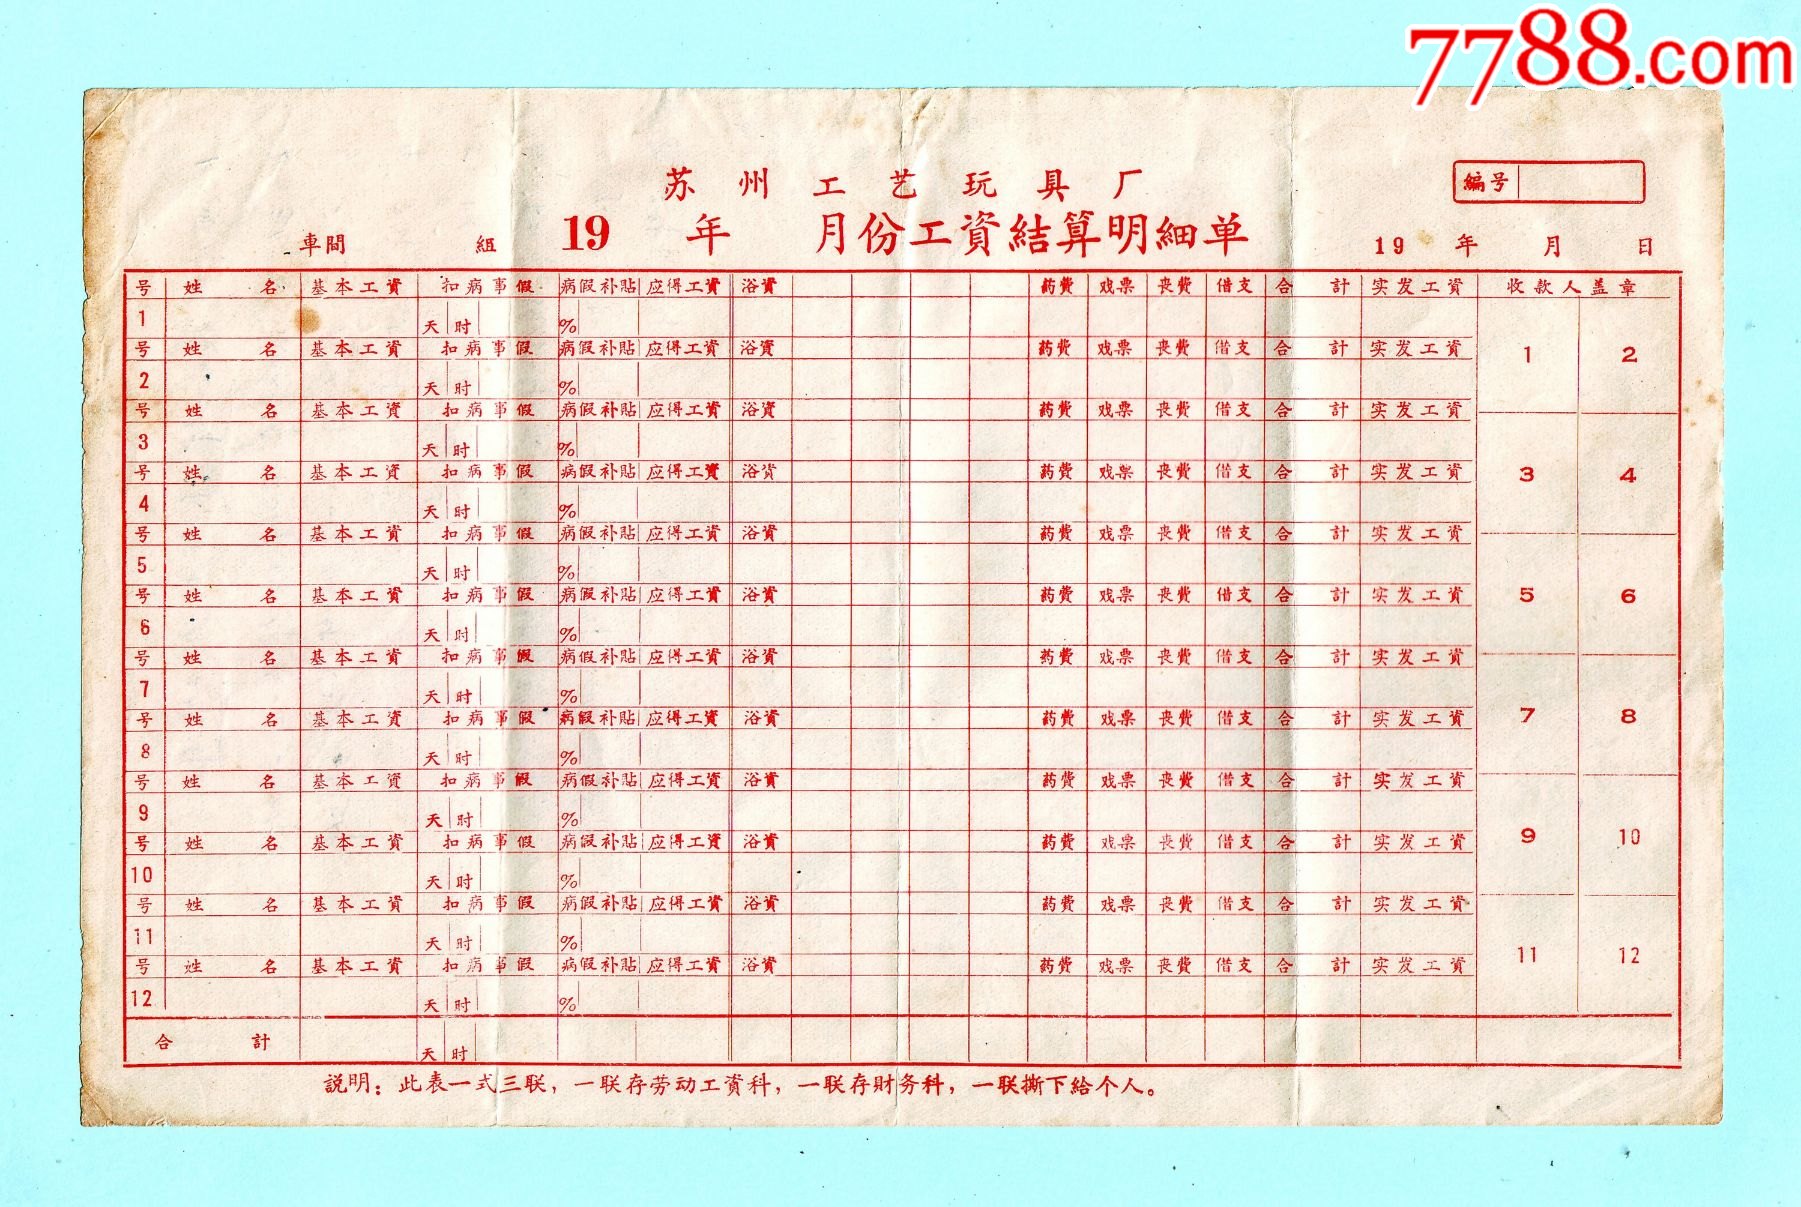 7788.com
苏州工艺玩具厂
编号
車間 組 19 年 月份工資結算明細单 19 年 月 日
号 姓 名 基本工資 扣病事假 病假补貼 应得工資 浴資 药費 戏票 丧費 借支 合 計 实发工資 收款人盖章
1 天 时 %
号 姓 名 基本工資 扣病事假 病假补貼 应得工資 浴資 药費 戏票 丧費 借支 合 計 实发工資 1 2
2 天 时 %
号 姓 名 基本工資 扣病事假 病假补貼 应得工資 浴資 药費 戏票 丧費 借支 合 計 实发工資
3 天 时 %
号 姓 名 基本工資 扣病事假 病假补貼 应得工資 浴資 药費 戏票 丧費 借支 合 計 实发工資 3 4
4 天 时 %
号 姓 名 基本工資 扣病事假 病假补貼 应得工資 浴資 药費 戏票 丧費 借支 合 計 实发工資
5 天 时 %
号 姓 名 基本工資 扣病事假 病假补貼 应得工資 浴資 药費 戏票 丧費 借支 合 計 实发工資 5 6
6 天 时 %
号 姓 名 基本工資 扣病事假 病假补貼 应得工資 浴資 药費 戏票 丧費 借支 合 計 实发工資
7 天 时 %
号 姓 名 基本工資 扣病事假 病假补貼 应得工資 浴資 药費 戏票 丧費 借支 合 計 实发工資 7 8
8 天 时 %
号 姓 名 基本工資 扣病事假 病假补貼 应得工資 浴資 药費 戏票 丧費 借支 合 計 实发工資
9 天 时 %
号 姓 名 基本工資 扣病事假 病假补貼 应得工資 浴資 药費 戏票 丧費 借支 合 計 实发工資 9 10
10 天 时 %
号 姓 名 基本工資 扣病事假 病假补貼 应得工資 浴資 药費 戏票 丧費 借支 合 計 实发工資
11 天 时 %
号 姓 名 基本工資 扣病事假 病假补貼 应得工資 浴資 药費 戏票 丧費 借支 合 計 实发工資 11 12
12 天 时 %
合 計 天 时
說明：此表一式三联，一联存劳动工資科，一联存財务科，一联撕下給个人。